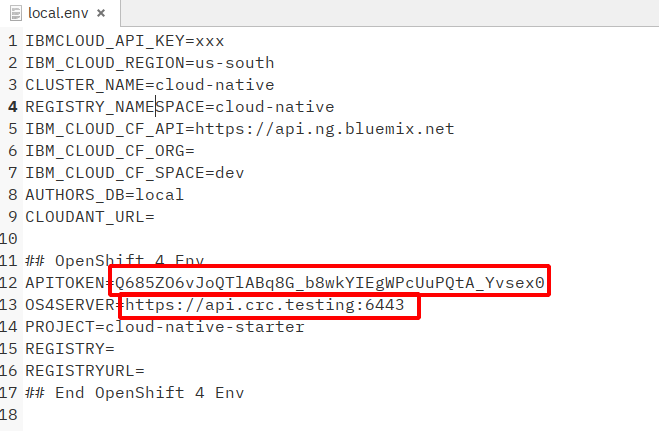 local.env ×
1 IBMCLOUD_API_KEY=xxx
2 IBM_CLOUD_REGION=us-south
3 CLUSTER_NAME=cloud-native
4 REGISTRY_NAMESPACE=cloud-native
5 IBM_CLOUD_CF_API=https://api.ng.bluemix.net
6 IBM_CLOUD_CF_ORG=
7 IBM_CLOUD_CF_SPACE=dev
8 AUTHORS_DB=local
9 CLOUDANT_URL=
10
11 ## OpenShift 4 Env
12 APITOKEN=Q685ZO6vJoQTlABq8G_b8wkYIEgWPcUuPQtA_Yvsex0
13 OS4SERVER=https://api.crc.testing:6443
14 PROJECT=cloud-native-starter
15 REGISTRY=
16 REGISTRYURL=
17 ## End OpenShift 4 Env
18